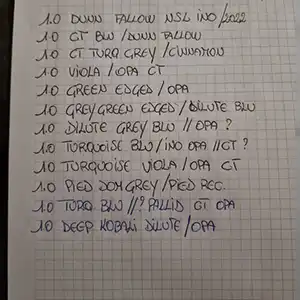 1.0 DUNN FALLOW NSL INO/2022
1.0 CT BLU / DUNN FALLOW
1.0 CT TURQ GREY / CINNAMON
1.0 VIOLA / OPA CT
1.0 GREEN EDGED / OPA
1.0 GREYGREEN EDGED / DILUTE BLU
1.0 DILUTE GREY BLU // OPA ?
1.0 TURQUOISE BLU / INO OPA // CT ?
1.0 TURQUOISE VIOLA / OPA CT
1.0 PIED DOM GREY / PIED REC.
1.0 TURQ BLU //? PALLID CT OPA
1.0 DEEP KOBALI DILUTE / OPA